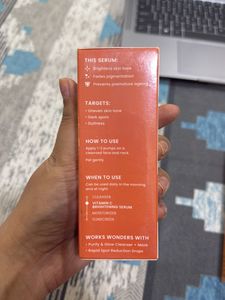 THIS SERUM:
Brightens skin tone
Fades pigmentation
Prevents premature ageing
TARGETS:
• Uneven skin tone
• Dark spots
• Dullness
HOW TO USE
Apply 1-2 pumps on a
cleansed face and neck.
Pat gently
WHEN TO USE
Can be used daily in the morning
and at night
CLEANSER
VITAMIN C
BRIGHTENING SERUM
MOISTURIZER
SUNSCREEN
WORKS WONDERS WITH
• Purify & Glow Cleanser + Mask
• Rapid Spot Reduction Drops